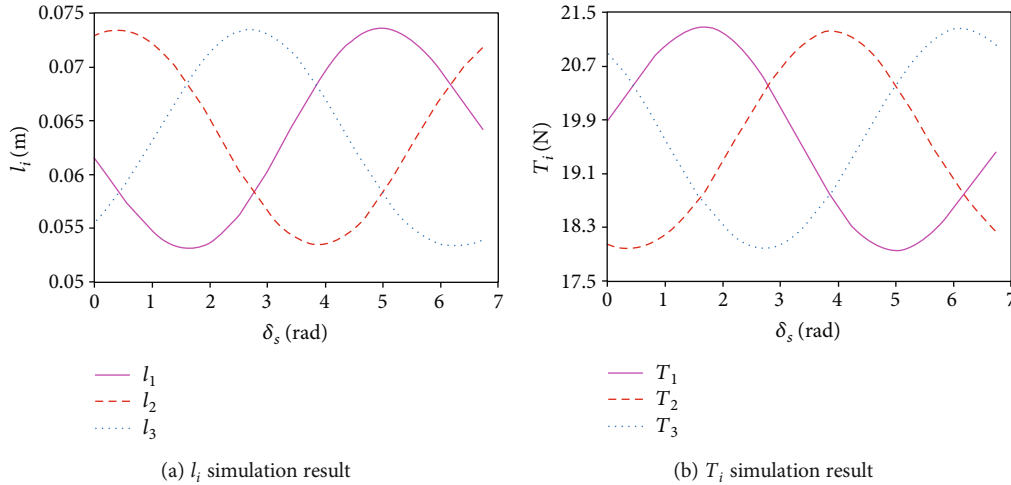 0.075
0.07
0.065
0.06
0.055
0.05
l_i (m)
0 1 2 3 4 5 6 7
δ_s (rad)
l_1
l_2
l_3
(a) l_i simulation result
21.5
20.7
19.9
19.1
18.3
17.5
T_i (N)
0 1 2 3 4 5 6 7
δ_s (rad)
T_1
T_2
T_3
(b) T_i simulation result